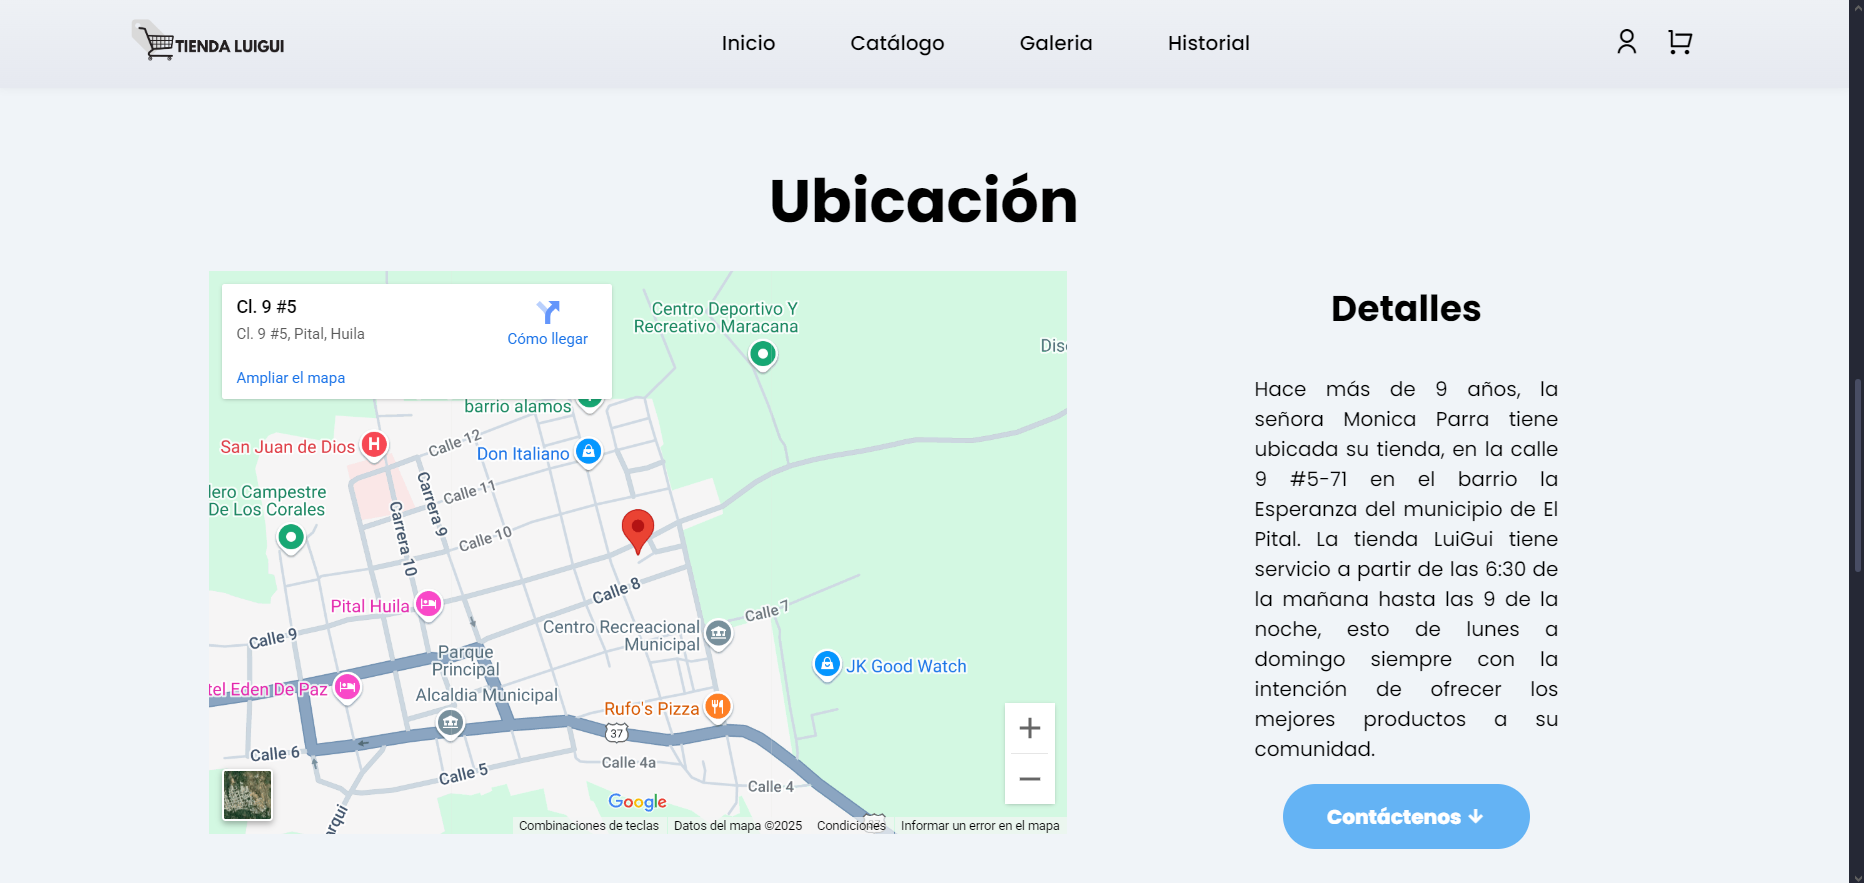 TIENDA LUIGUI
Inicio
Catálogo
Galeria
Historial
Ubicación
Cl. 9 #5
Cl. 9 #5, Pital, Huila
Cómo llegar
Ampliar el mapa
Centro Deportivo Y
Recreativo Maracana
barrio alamos
San Juan de Dios
H
Calle 12
Don Italiano
Calle 11
Carrera 9
Carrera 10
lero Campestre
De Los Corales
Calle 10
Calle 8
Pital Huila
Calle 7
Calle 9
Centro Recreacional
Municipal
Parque
Principal
JK Good Watch
tel Eden De Paz
Alcaldia Municipal
Rufo's Pizza
37
Calle 6
Calle 4a
Calle 5
Calle 4
Google
Combinaciones de teclas
Datos del mapa ©2025
Condiciones
Informar un error en el mapa
Detalles
Hace más de 9 años, la
señora Monica Parra tiene
ubicada su tienda, en la calle
9 #5-71 en el barrio la
Esperanza del municipio de El
Pital. La tienda LuiGui tiene
servicio a partir de las 6:30 de
la mañana hasta las 9 de la
noche, esto de lunes a
domingo siempre con la
intención de ofrecer los
mejores productos a su
comunidad.
Contáctenos ↓